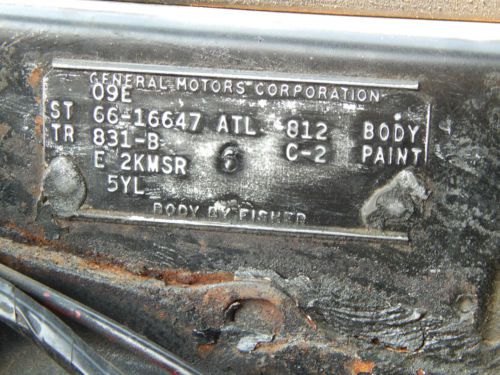 GENERAL MOTORS CORPORATION
09E
ST 66-16647 ATL 812 BODY
TR 831-B 6 C-2 PAINT
E 2KMSR
5YL
BODY BY FISHER